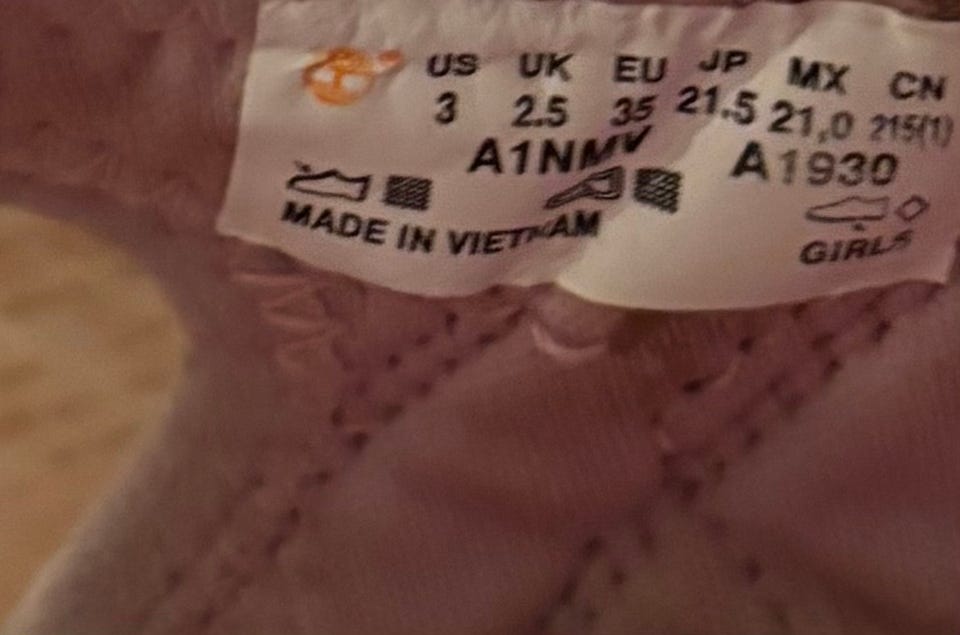 US UK EU JP MX CN
3 2.5 35 21.5 21,0 215(1)
A1NMV A1930
MADE IN VIETNAM
GIRLS